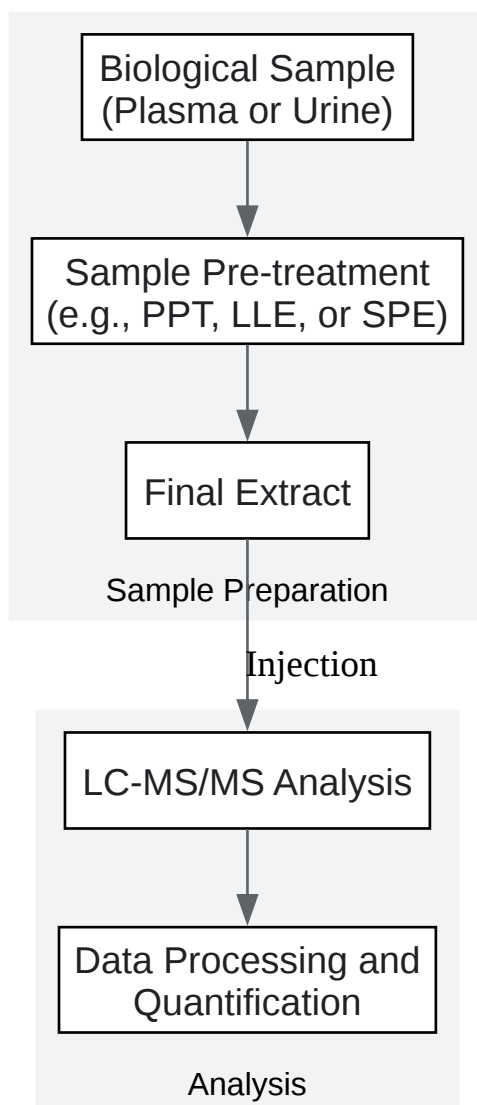 Biological Sample
(Plasma or Urine)
Sample Pre-treatment
(e.g., PPT, LLE, or SPE)
Final Extract
Sample Preparation
Injection
LC-MS/MS Analysis
Data Processing and
Quantification
Analysis